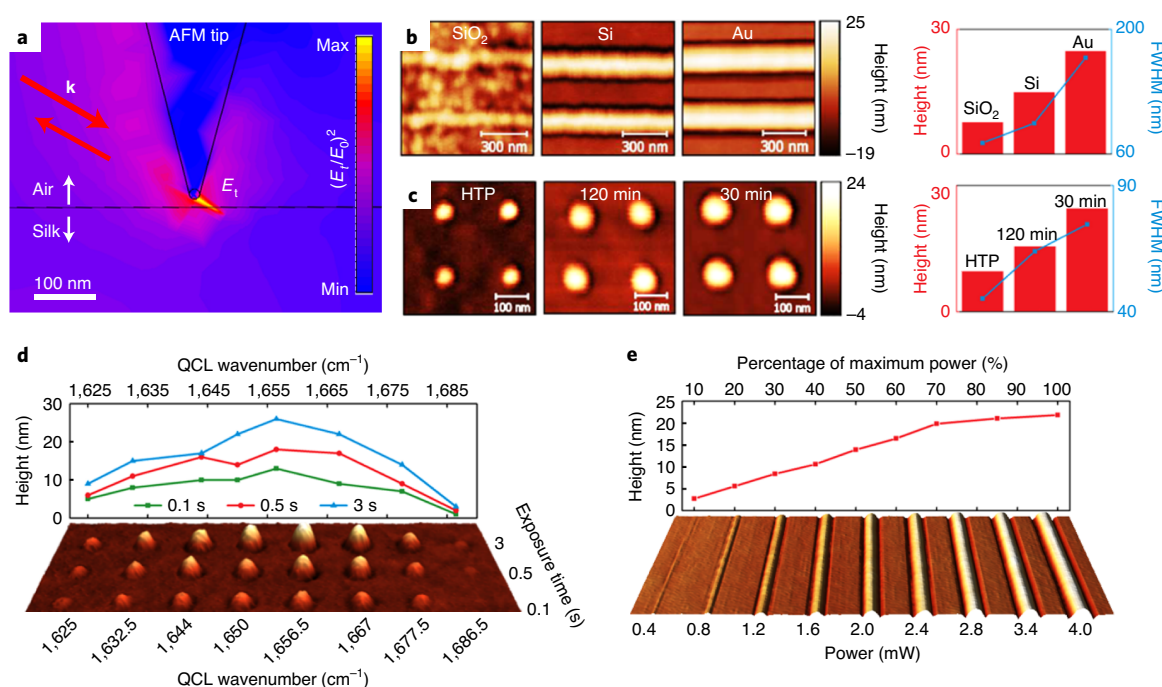 a
AFM tip
Max
k
(Et/E0)²
Et
Air
Silk
100 nm
Min
b
SiO2
Si
Au
300 nm
300 nm
300 nm
25
Height (nm)
–19
30
Height (nm)
0
SiO2
Si
Au
200
FWHM (nm)
60
c
HTP
120 min
30 min
100 nm
100 nm
100 nm
24
Height (nm)
–4
30
Height (nm)
0
HTP
120 min
30 min
90
FWHM (nm)
40
d
QCL wavenumber (cm–1)
1,625 1,635 1,645 1,655 1,665 1,675 1,685
Height (nm)
30
20
10
0
0.1 s 0.5 s 3 s
Exposure time (s)
3
0.5
0.1
1,625 1,632.5 1,644 1,650 1,656.5 1,667 1,677.5 1,686.5
QCL wavenumber (cm–1)
e
Percentage of maximum power (%)
10 20 30 40 50 60 70 80 90 100
Height (nm)
25
20
15
10
5
0
0.4 0.8 1.2 1.6 2.0 2.4 2.8 3.4 4.0
Power (mW)